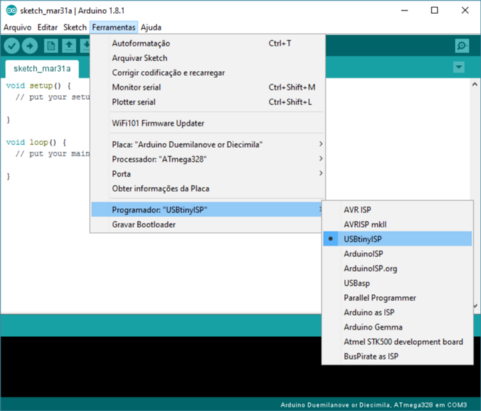 sketch_mar31a | Arduino 1.8.1
Arquivo Editar Sketch Ferramentas Ajuda
sketch_mar31a
void setup() {
// put your setu
}
void loop() {
// put your main
}
Autoformatação Ctrl+T
Arquivar Sketch
Corrigir codificação e recarregar
Monitor serial Ctrl+Shift+M
Plotter serial Ctrl+Shift+L
WiFi101 Firmware Updater
Placa: "Arduino Duemilanove or Diecimila"
Processador: "ATmega328"
Porta
Obter informações da Placa
Programador: "USBtinyISP"
Gravar Bootloader
AVR ISP
AVRISP mkII
USBtinyISP
ArduinoISP
ArduinoISP.org
USBasp
Parallel Programmer
Arduino as ISP
Arduino Gemma
Atmel STK500 development board
BusPirate as ISP
Arduino Duemilanove or Diecimila, ATmega328 em COM3